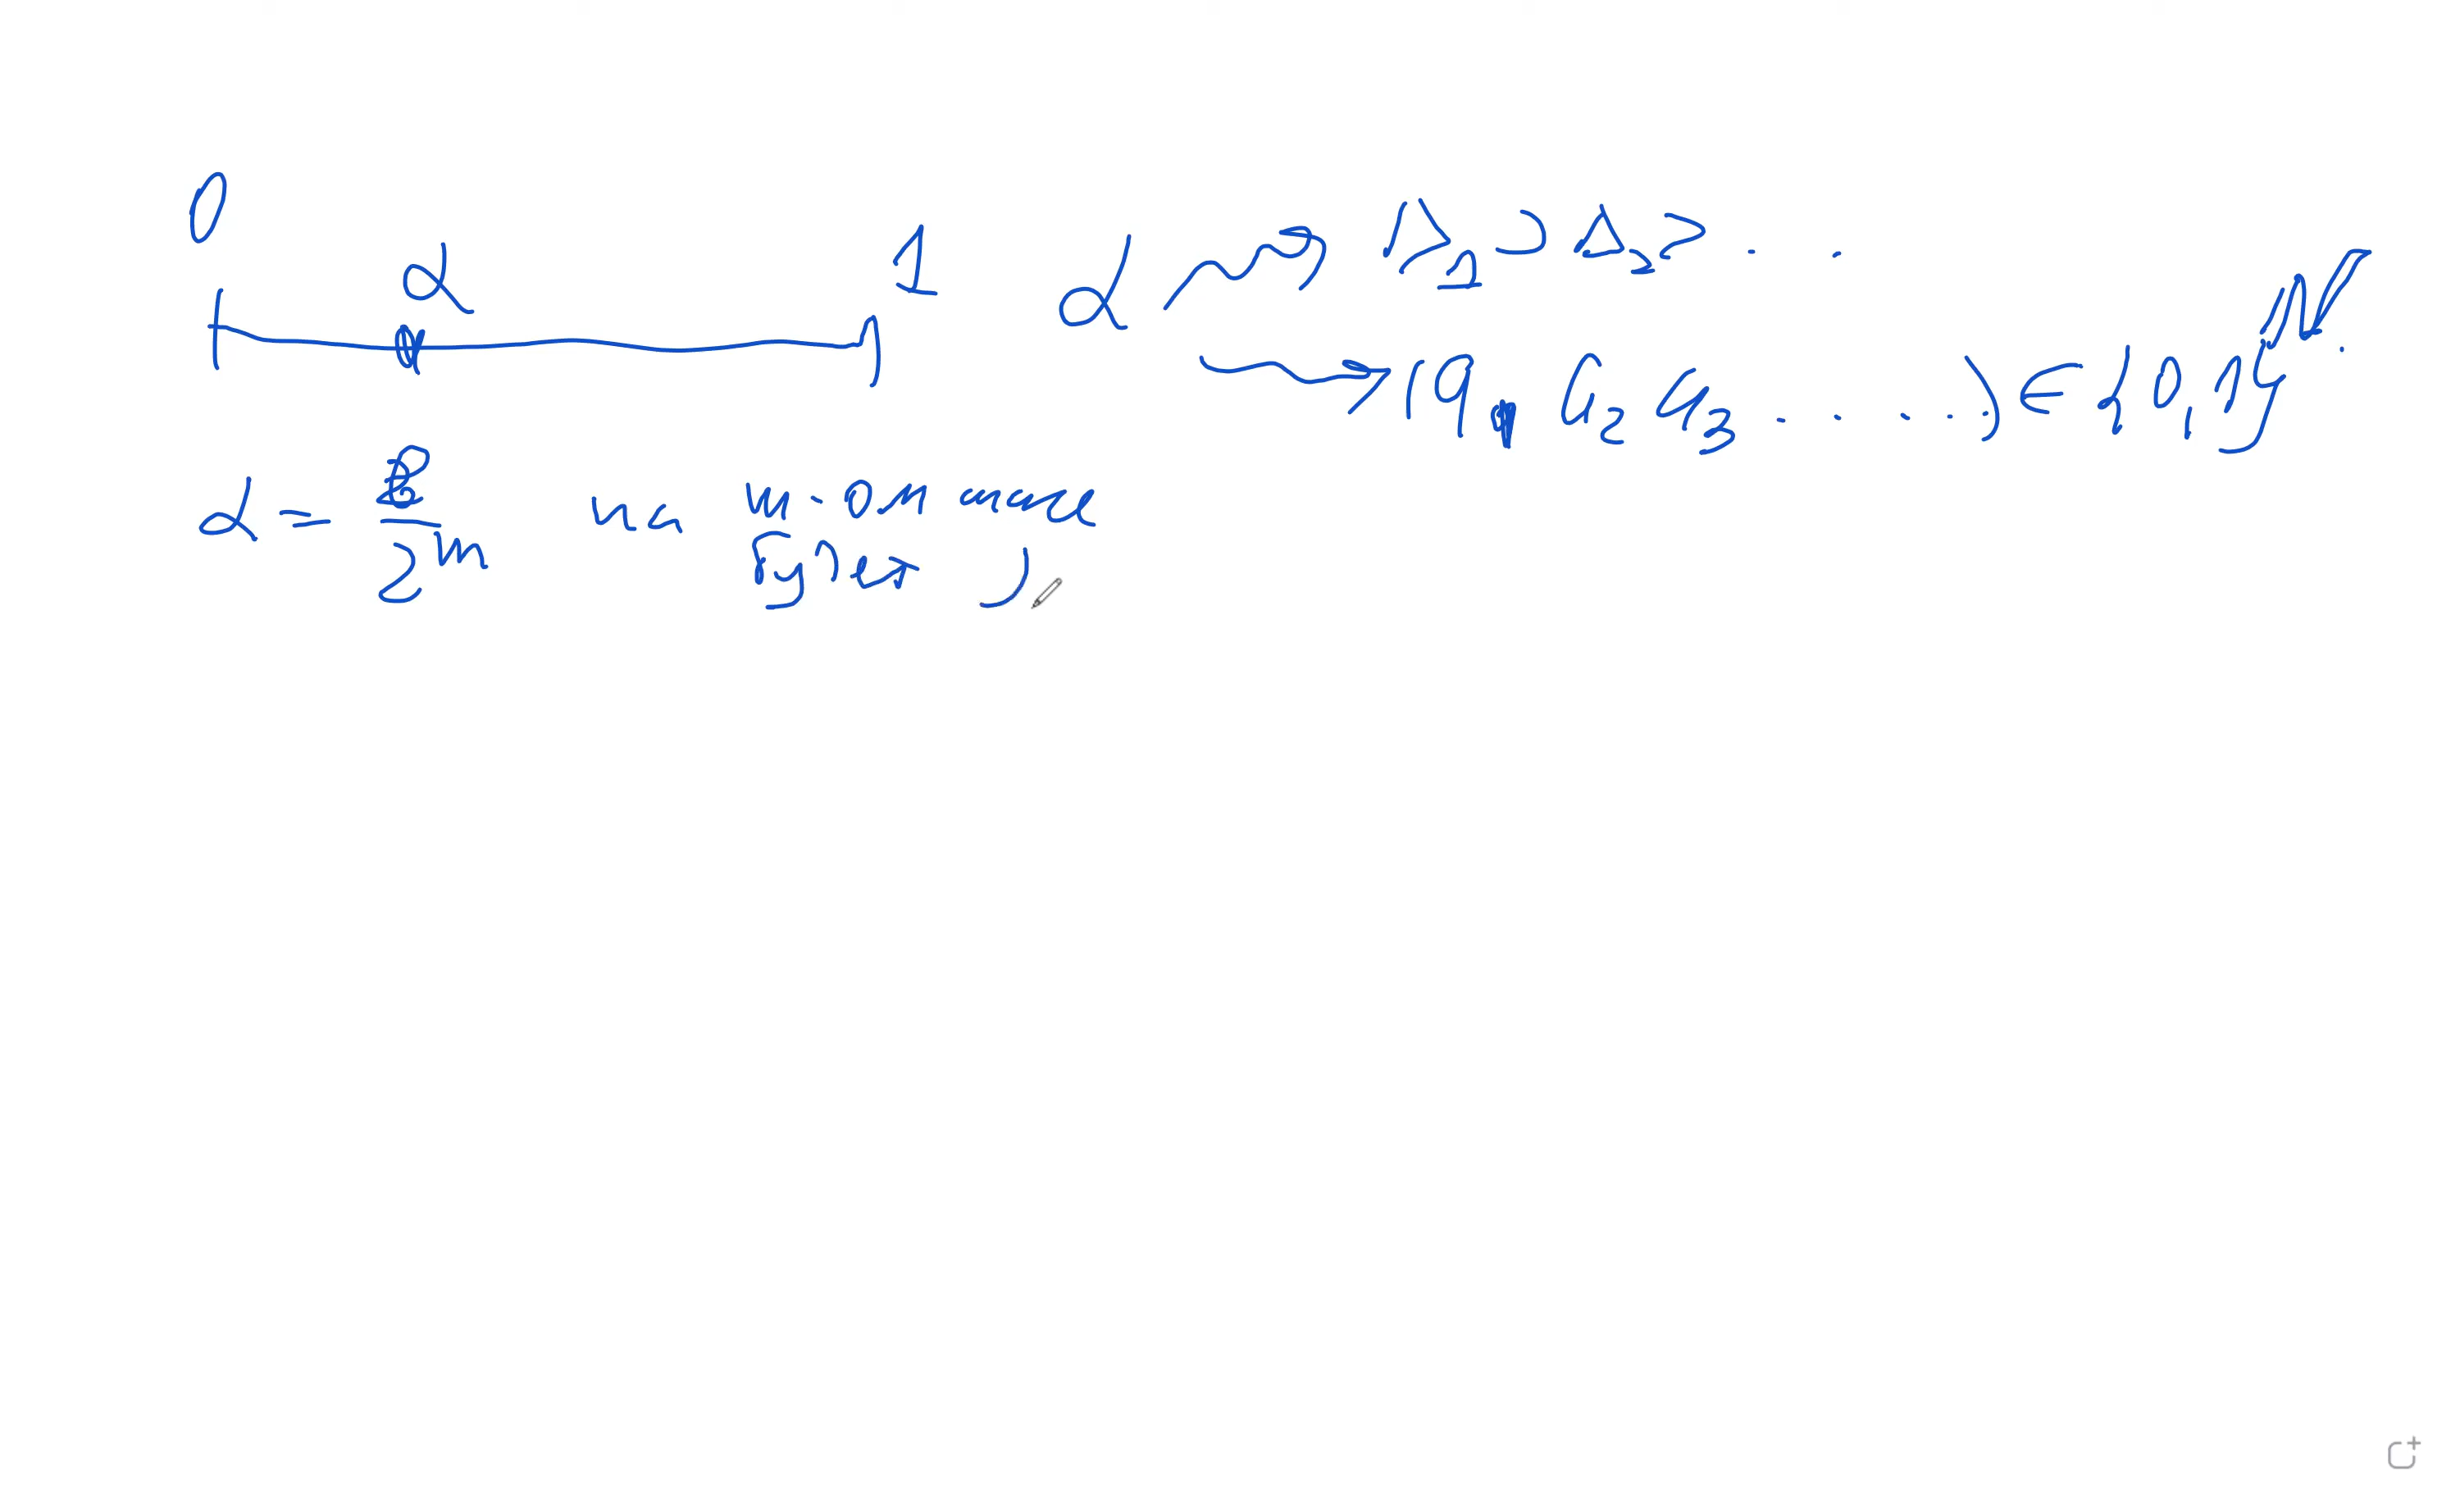 0
α
1
α ⇝ Δ₁ ⊃ Δ₂ ⊃ . .
⇝ (a₁ a₂ a₃ . . . . .) ∈ {0, 1}^ℕ.
α = k/2^m на m-ом шаге
будет